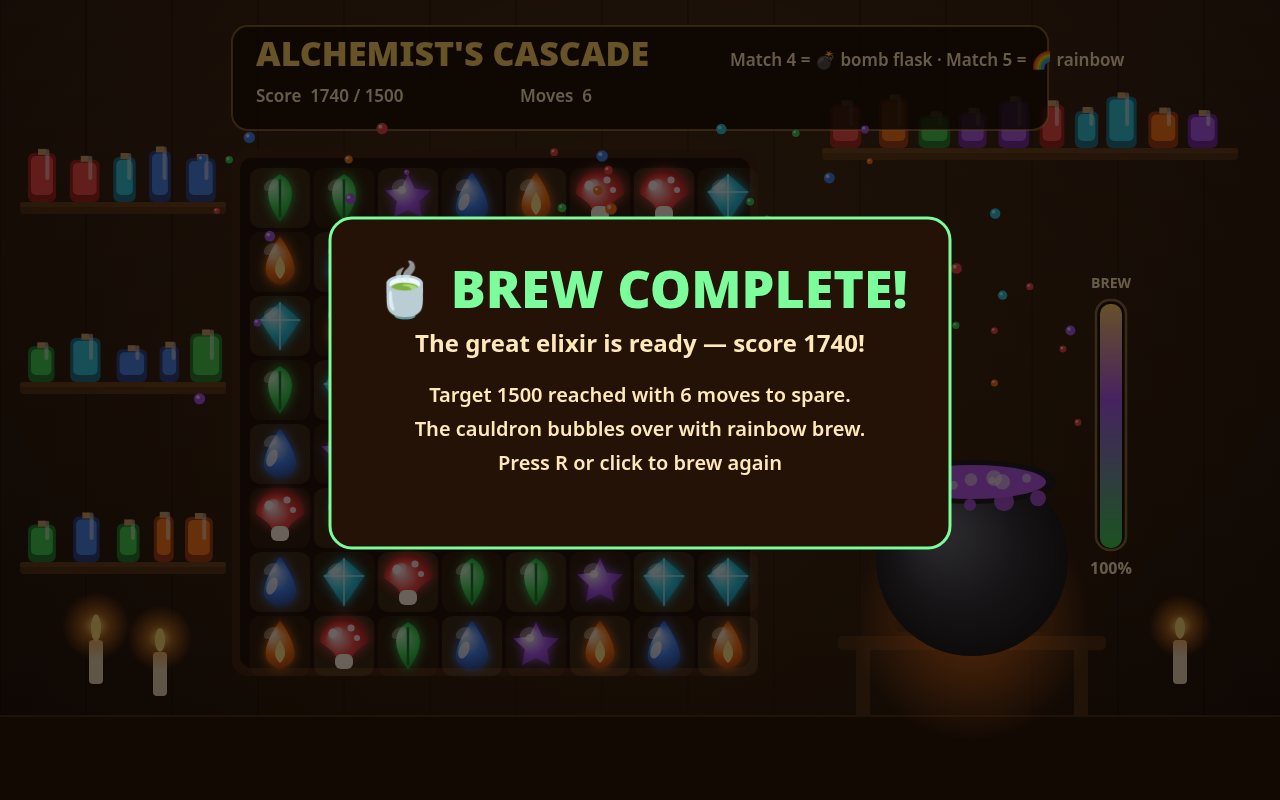 ALCHEMIST'S CASCADE
Match 4 = 💣 bomb flask · Match 5 = 🌈 rainbow
Score 1740 / 1500
Moves 6
🍵 BREW COMPLETE!
The great elixir is ready — score 1740!
Target 1500 reached with 6 moves to spare.
The cauldron bubbles over with rainbow brew.
Press R or click to brew again
BREW
100%